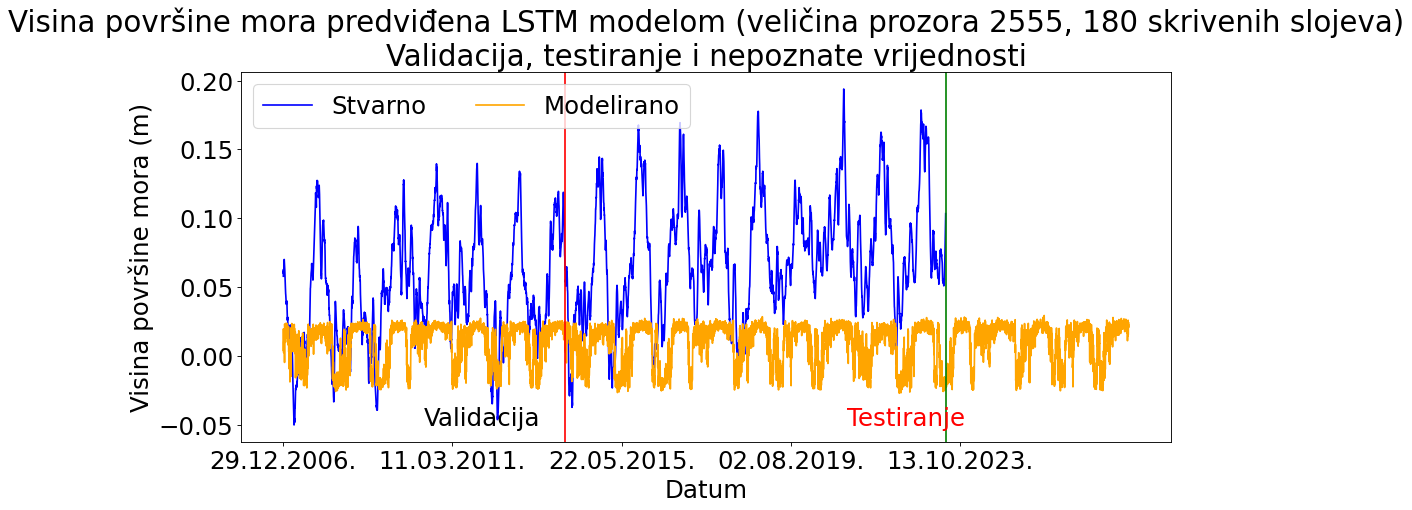 Visina površine mora predviđena LSTM modelom (veličina prozora 2555, 180 skrivenih slojeva)
Validacija, testiranje i nepoznate vrijednosti
Stvarno
Modelirano
Visina površine mora (m)
0.20
0.15
0.10
0.05
0.00
−0.05
Validacija
Testiranje
29.12.2006.
11.03.2011.
22.05.2015.
02.08.2019.
13.10.2023.
Datum